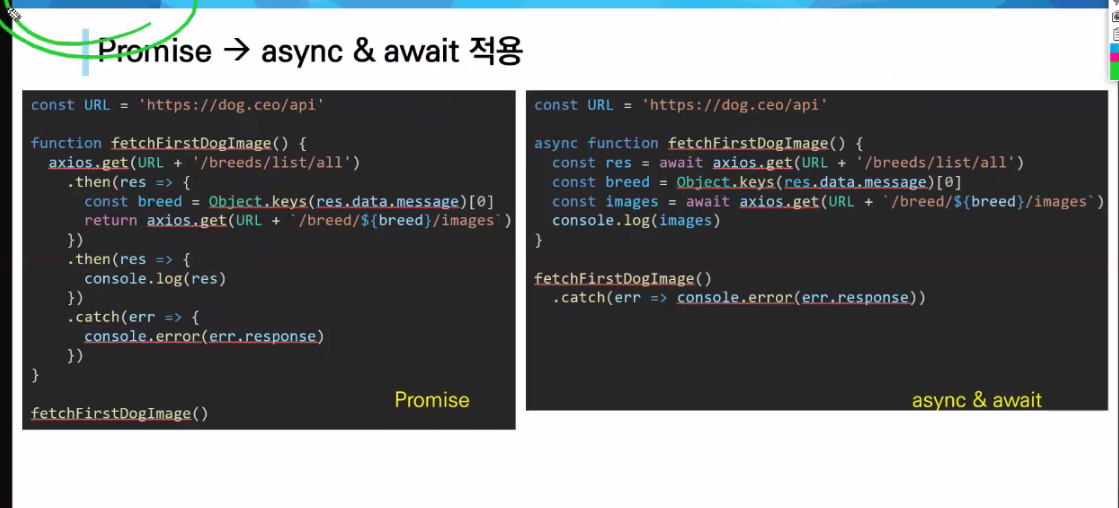 Promise → async & await 적용
const URL = 'https://dog.ceo/api'
function fetchFirstDogImage() {
axios.get(URL + '/breeds/list/all')
.then(res => {
const breed = Object.keys(res.data.message)[0]
return axios.get(URL + `/breed/${breed}/images`)
})
.then(res => {
console.log(res)
})
.catch(err => {
console.error(err.response)
})
}
fetchFirstDogImage()
Promise
const URL = 'https://dog.ceo/api'
async function fetchFirstDogImage() {
const res = await axios.get(URL + '/breeds/list/all')
const breed = Object.keys(res.data.message)[0]
const images = await axios.get(URL + `/breed/${breed}/images`)
console.log(images)
}
fetchFirstDogImage()
.catch(err => console.error(err.response))
async & await